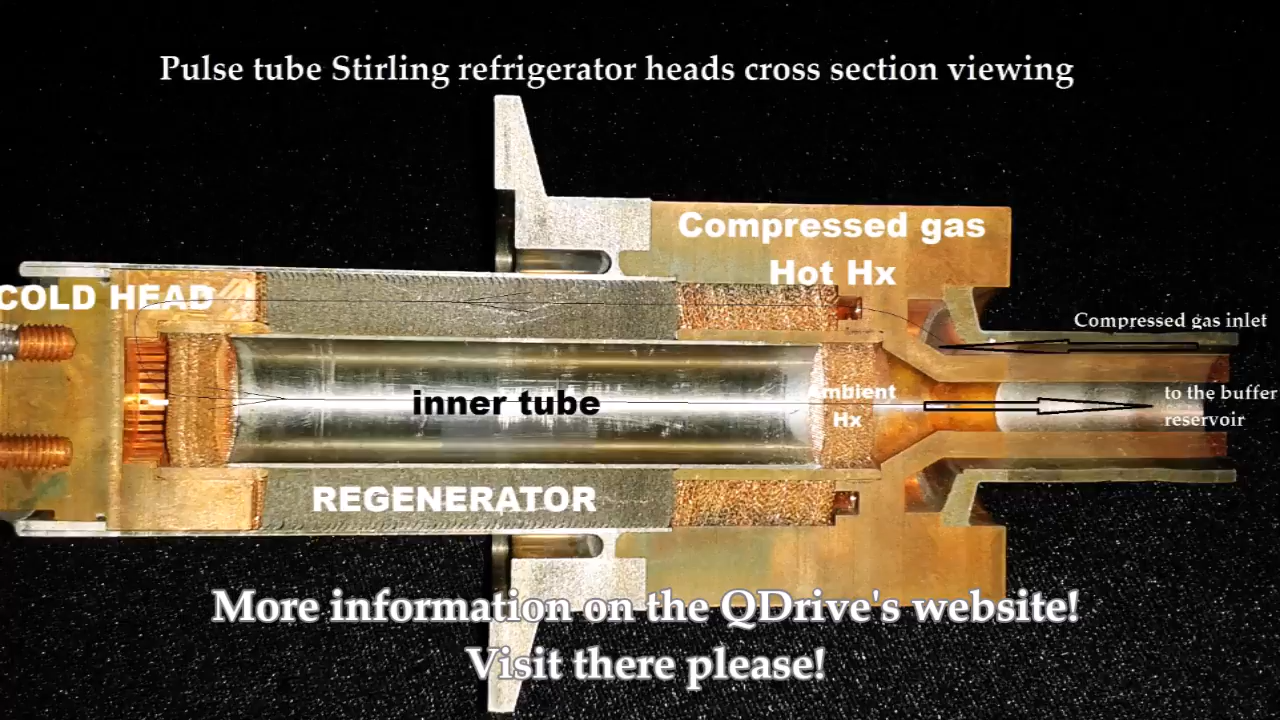 Pulse tube Stirling refrigerator heads cross section viewing
Compressed gas
Hot Hx
COLD HEAD
Compressed gas inlet
inner tube
Ambient
Hx
to the buffer
reservoir
REGENERATOR
More information on the QDrive's website!
Visit there please!